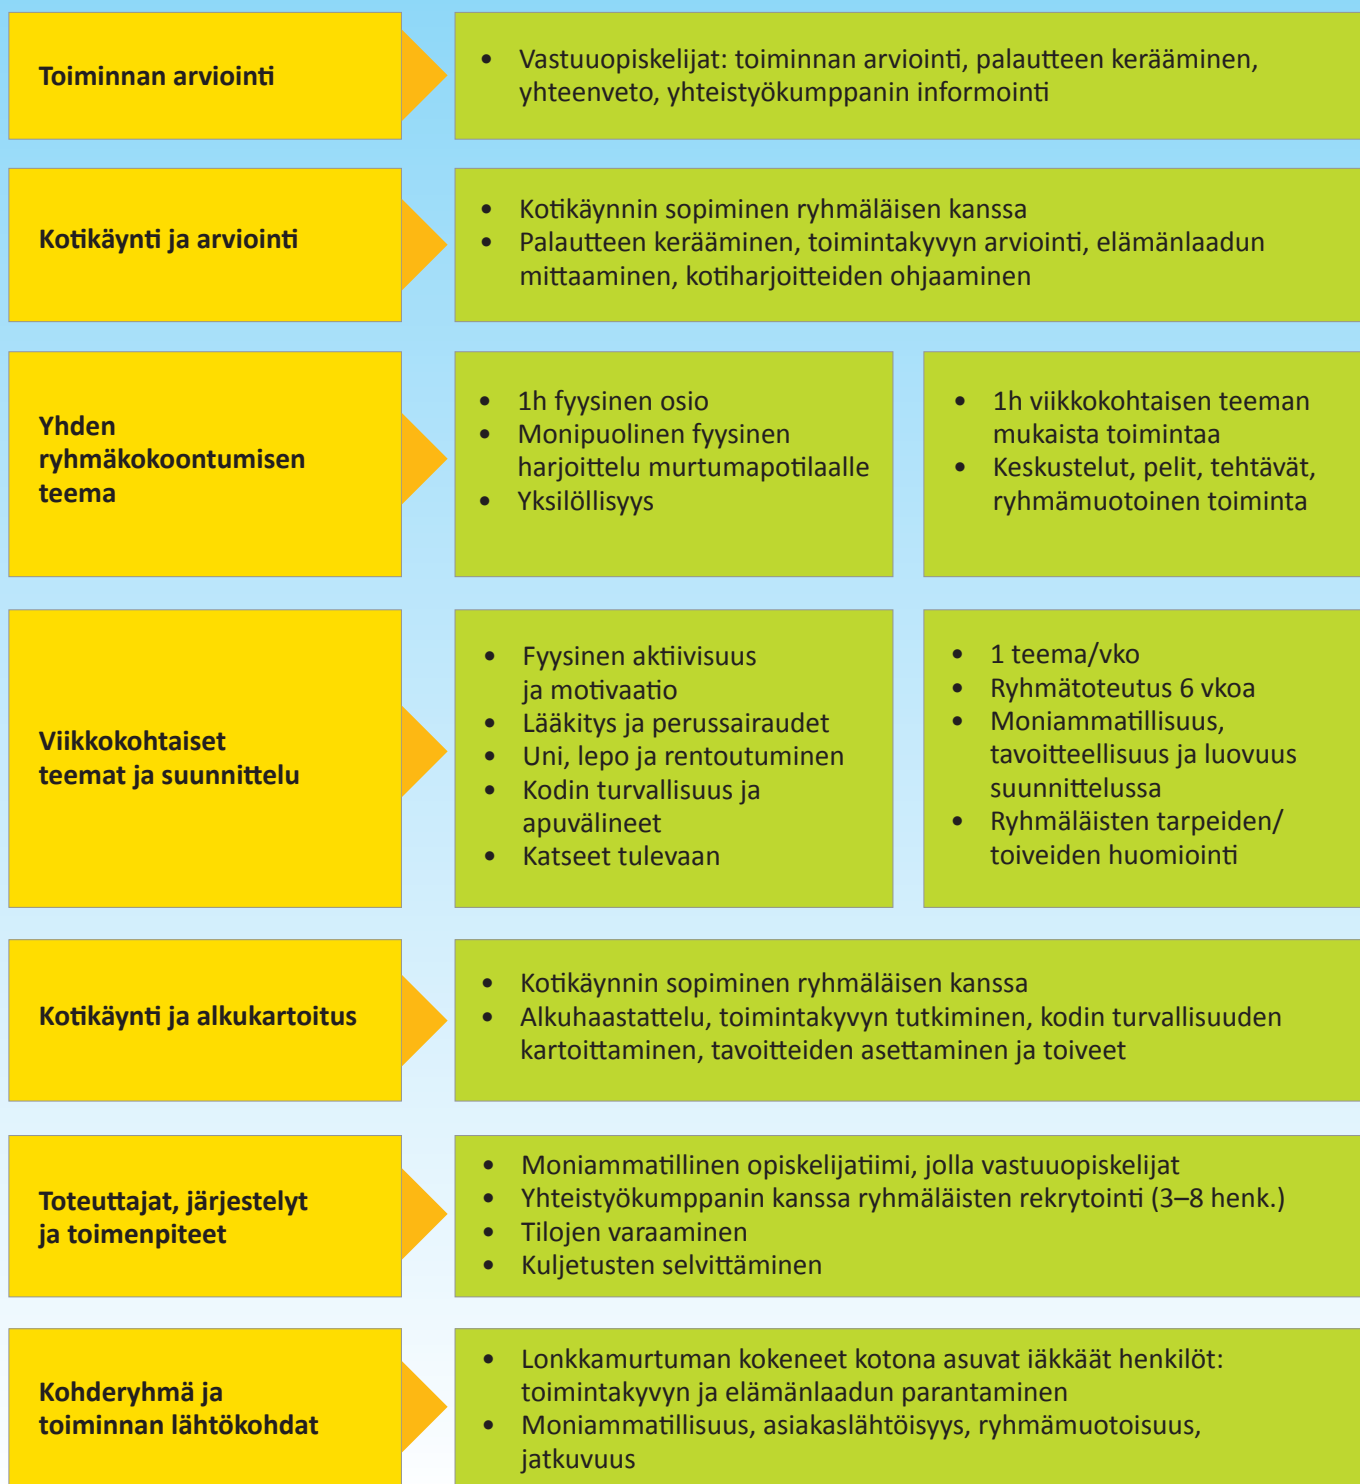 Toiminnan arviointi
• Vastuuopiskelijat: toiminnan arviointi, palautteen kerääminen,
yhteenveto, yhteistyökumppanin informointi
Kotikäynti ja arviointi
• Kotikäynnin sopiminen ryhmäläisen kanssa
• Palautteen kerääminen, toimintakyvyn arviointi, elämänlaadun
mittaaminen, kotiharjoitteiden ohjaaminen
Yhden
ryhmäkokoontumisen
teema
• 1h fyysinen osio
• Monipuolinen fyysinen
harjoittelu murtumapotilaalle
• Yksilöllisyys
• 1h viikkokohtaisen teeman
mukaista toimintaa
• Keskustelut, pelit, tehtävät,
ryhmämuotoinen toiminta
Viikkokohtaiset
teemat ja suunnittelu
• Fyysinen aktiivisuus
ja motivaatio
• Lääkitys ja perussairaudet
• Uni, lepo ja rentoutuminen
• Kodin turvallisuus ja
apuvälineet
• Katseet tulevaan
• 1 teema/vko
• Ryhmätoteutus 6 vkoa
• Moniammatillisuus,
tavoitteellisuus ja luovuus
suunnittelussa
• Ryhmäläisten tarpeiden/
toiveiden huomiointi
Kotikäynti ja alkukartoitus
• Kotikäynnin sopiminen ryhmäläisen kanssa
• Alkuhaastattelu, toimintakyvyn tutkiminen, kodin turvallisuuden
kartoittaminen, tavoitteiden asettaminen ja toiveet
Toteuttajat, järjestelyt
ja toimenpiteet
• Moniammatillinen opiskelijatiimi, jolla vastuuopiskelijat
• Yhteistyökumppanin kanssa ryhmäläisten rekrytointi (3–8 henk.)
• Tilojen varaaminen
• Kuljetusten selvittäminen
Kohderyhmä ja
toiminnan lähtökohdat
• Lonkkamurtuman kokeneet kotona asuvat iäkkäät henkilöt:
toimintakyvyn ja elämänlaadun parantaminen
• Moniammatillisuus, asiakaslähtöisyys, ryhmämuotoisuus,
jatkuvuus